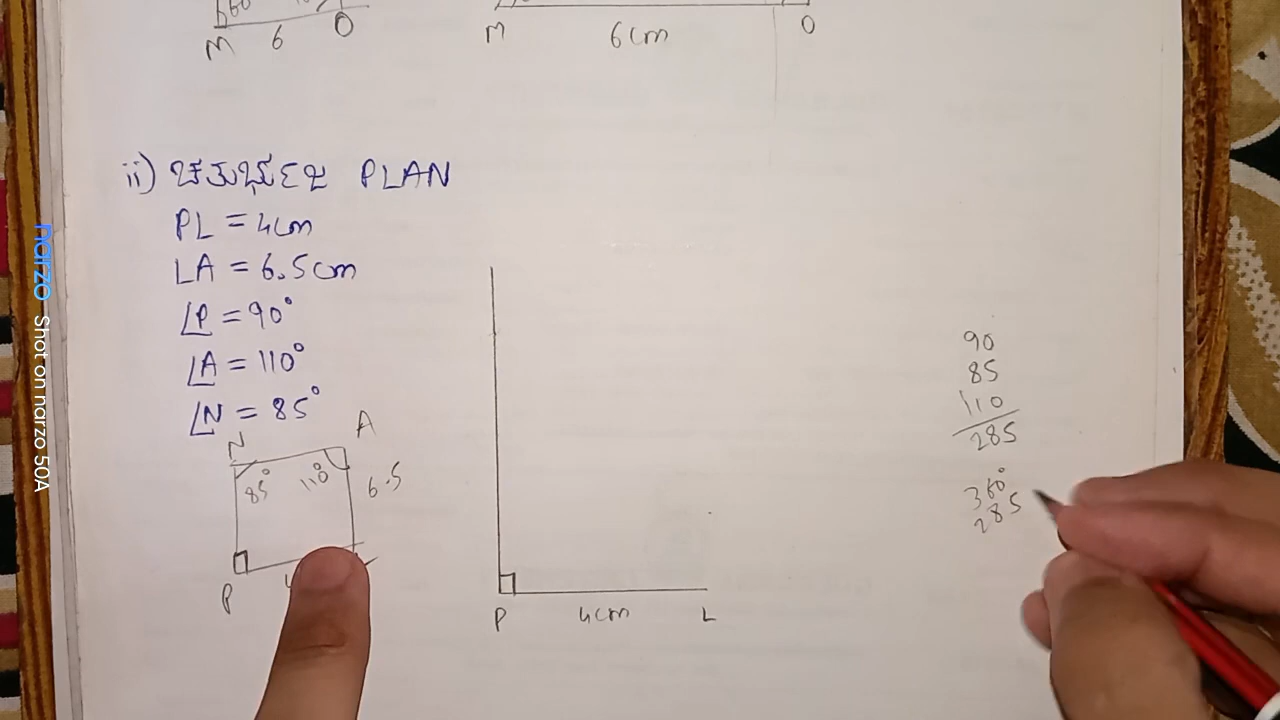 M 6 O
M 6cm O
ii) ಚತುರ್ಭುಜ PLAN
PL = 4cm
LA = 6.5cm
∠P = 90°
∠A = 110°
∠N = 85°
N A
85° 110° 6.5
P
P 4cm L
90
85
110
285
360°
285
narzo Shot on narzo 50A